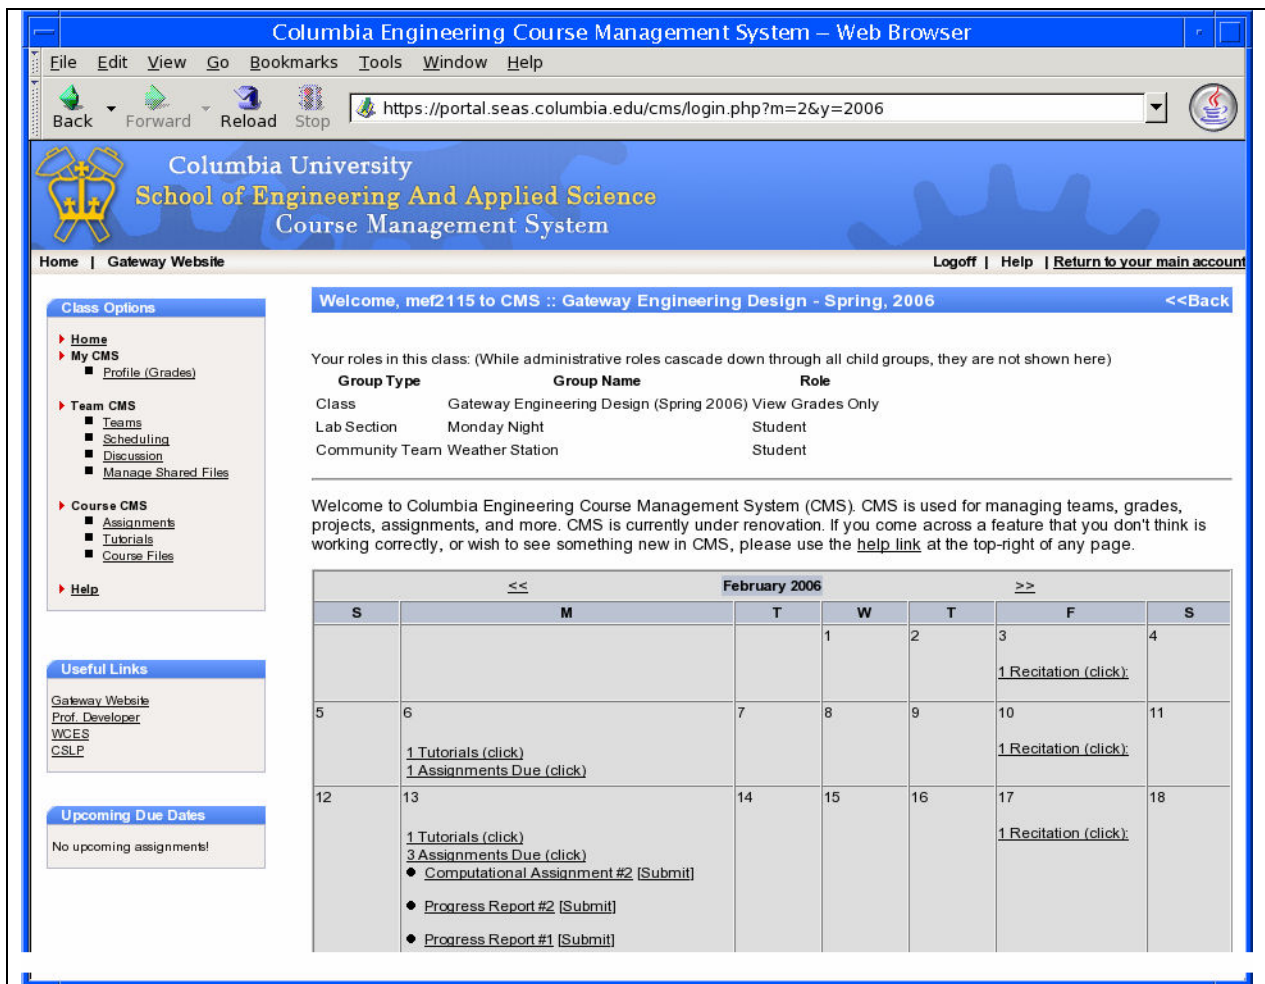 Columbia Engineering Course Management System – Web Browser
File Edit View Go Bookmarks Tools Window Help
Back Forward Reload Stop https://portal.seas.columbia.edu/cms/login.php?m=2&y=2006
Columbia University
School of Engineering And Applied Science
Course Management System
Home | Gateway Website Logoff | Help | Return to your main account
Class Options
Home
My CMS
Profile (Grades)
Team CMS
Teams
Scheduling
Discussion
Manage Shared Files
Course CMS
Assignments
Tutorials
Course Files
Help
Useful Links
Gateway Website
Prof. Developer
WCES
CSLP
Upcoming Due Dates
No upcoming assignments!
Welcome, mef2115 to CMS :: Gateway Engineering Design - Spring, 2006 <<Back
Your roles in this class: (While administrative roles cascade down through all child groups, they are not shown here)
Group Type Group Name Role
Class Gateway Engineering Design (Spring 2006) View Grades Only
Lab Section Monday Night Student
Community Team Weather Station Student
Welcome to Columbia Engineering Course Management System (CMS). CMS is used for managing teams, grades,
projects, assignments, and more. CMS is currently under renovation. If you come across a feature that you don't think is
working correctly, or wish to see something new in CMS, please use the help link at the top-right of any page.
<< February 2006 >>
S M T W T F S
1 2 3 4
1 Recitation (click):
5 6 7 8 9 10 11
1 Tutorials (click) 1 Recitation (click):
1 Assignments Due (click)
12 13 14 15 16 17 18
1 Tutorials (click) 1 Recitation (click):
3 Assignments Due (click)
Computational Assignment #2 [Submit]
Progress Report #2 [Submit]
Progress Report #1 [Submit]